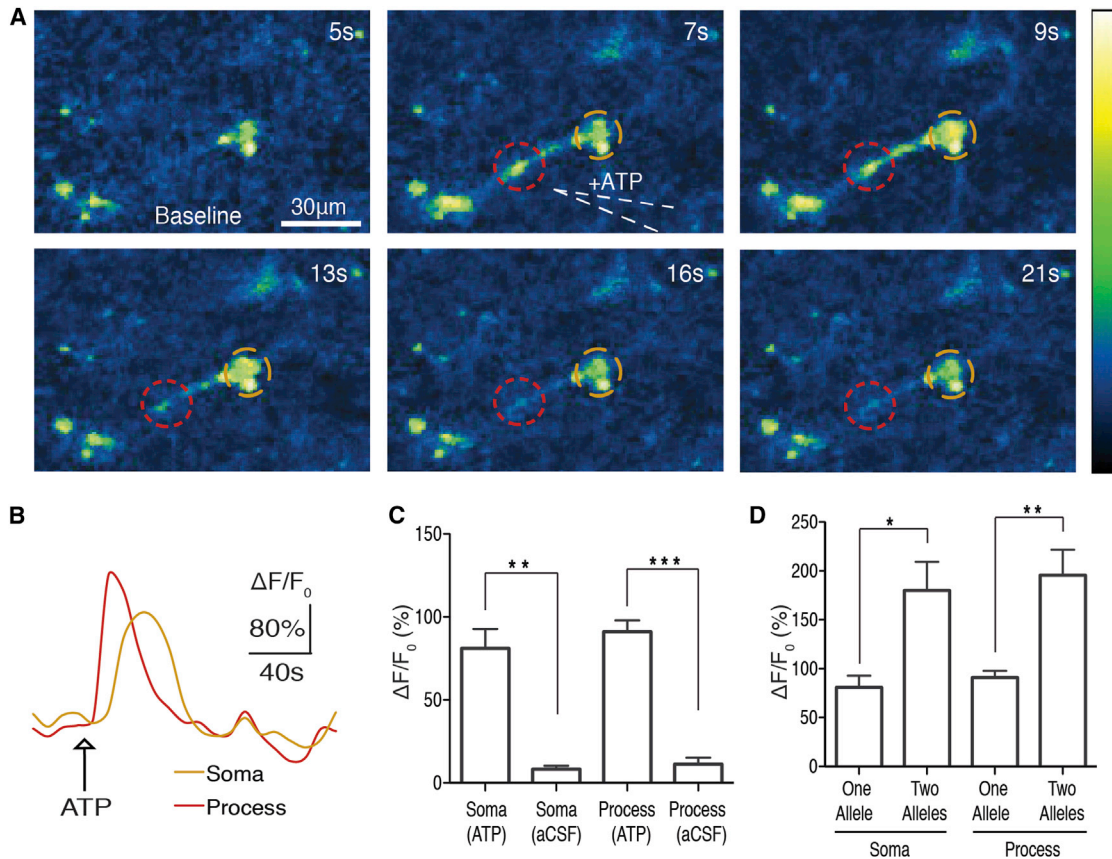 A
5s
7s
9s
Baseline
30μm
+ATP
13s
16s
21s
B
ΔF/F0
80%
40s
ATP
Soma
Process
C
ΔF/F0 (%)
150
100
50
0
**
***
Soma (ATP)
Soma (aCSF)
Process (ATP)
Process (aCSF)
D
ΔF/F0 (%)
250
200
150
100
50
0
*
**
One Allele
Two Alleles
One Allele
Two Alleles
Soma
Process